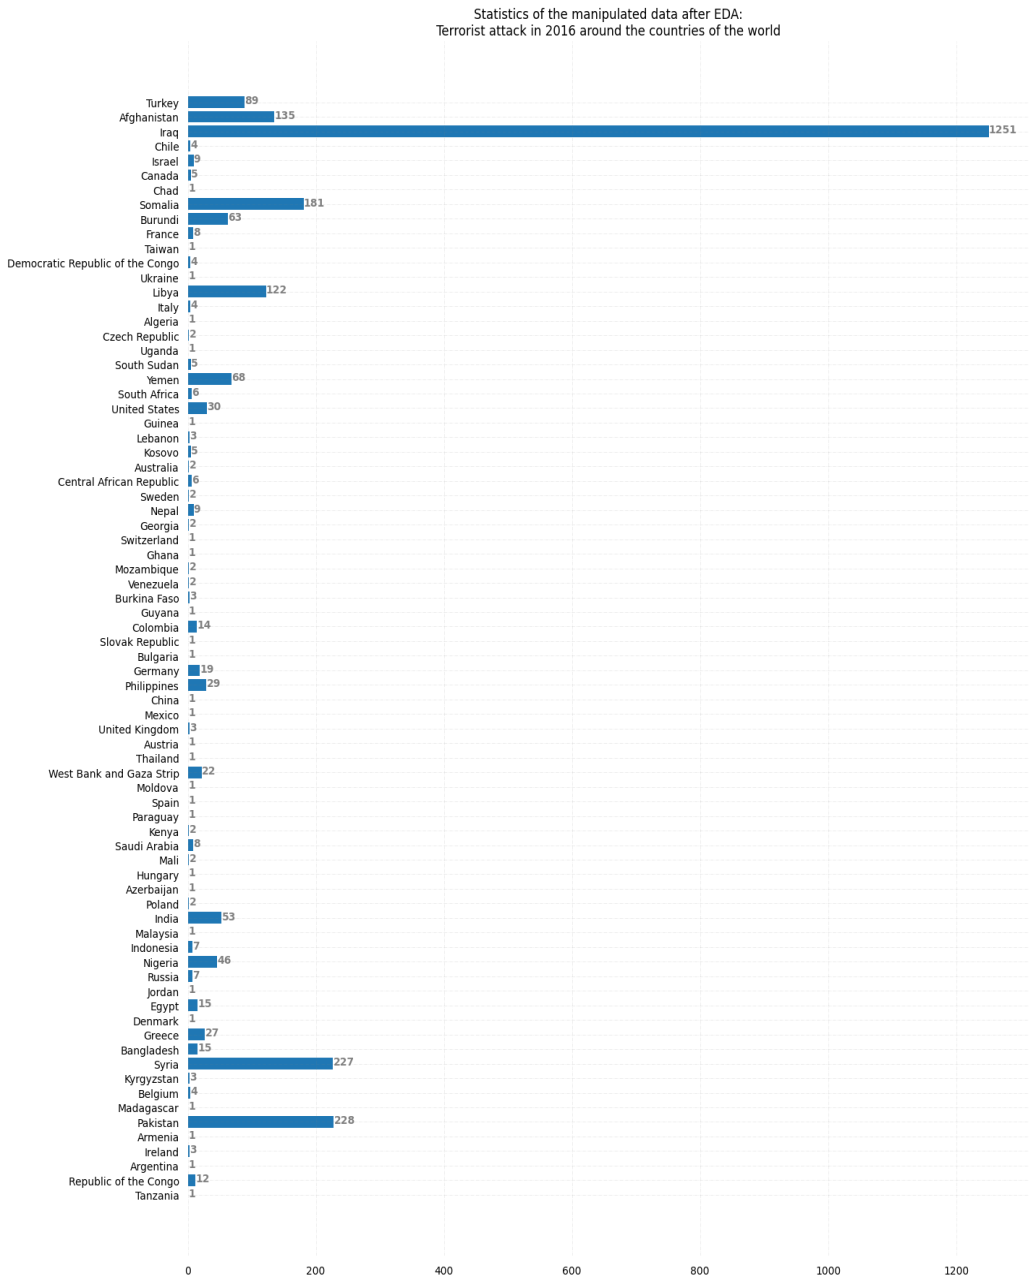 Statistics of the manipulated data after EDA:
Terrorist attack in 2016 around the countries of the world
Turkey 89
Afghanistan 135
Iraq 1251
Chile 4
Israel 9
Canada 5
Chad 1
Somalia 181
Burundi 63
France 8
Taiwan 1
Democratic Republic of the Congo 4
Ukraine 1
Libya 122
Italy 4
Algeria 1
Czech Republic 2
Uganda 1
South Sudan 5
Yemen 68
South Africa 6
United States 30
Guinea 1
Lebanon 3
Kosovo 5
Australia 2
Central African Republic 6
Sweden 2
Nepal 9
Georgia 2
Switzerland 1
Ghana 1
Mozambique 2
Venezuela 2
Burkina Faso 3
Guyana 1
Colombia 14
Slovak Republic 1
Bulgaria 1
Germany 19
Philippines 29
China 1
Mexico 1
United Kingdom 3
Austria 1
Thailand 1
West Bank and Gaza Strip 22
Moldova 1
Spain 1
Paraguay 1
Kenya 2
Saudi Arabia 8
Mali 2
Hungary 1
Azerbaijan 1
Poland 2
India 53
Malaysia 1
Indonesia 7
Nigeria 46
Russia 7
Jordan 1
Egypt 15
Denmark 1
Greece 27
Bangladesh 15
Syria 227
Kyrgyzstan 3
Belgium 4
Madagascar 1
Pakistan 228
Armenia 1
Ireland 3
Argentina 1
Republic of the Congo 12
Tanzania 1
0 200 400 600 800 1000 1200